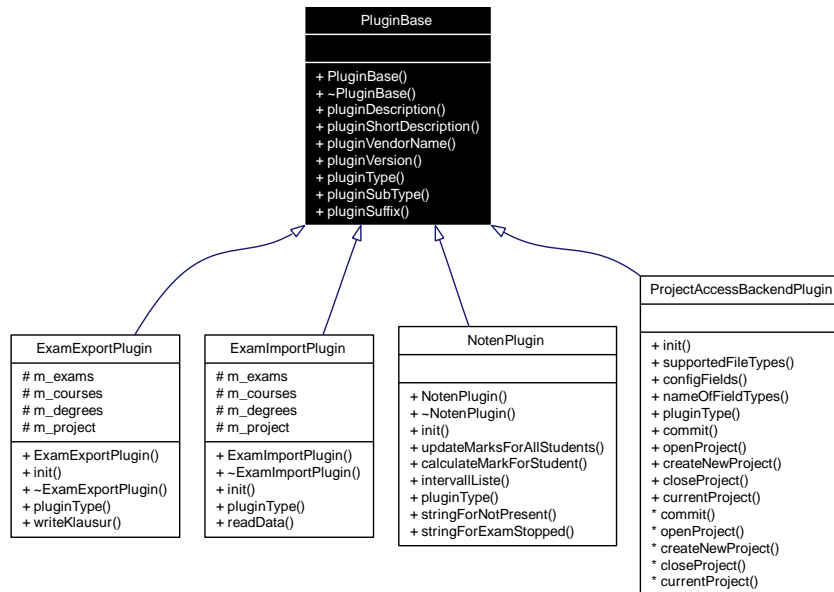 PluginBase
+ PluginBase()
+ ~PluginBase()
+ pluginDescription()
+ pluginShortDescription()
+ pluginVendorName()
+ pluginVersion()
+ pluginType()
+ pluginSubType()
+ pluginSuffix()
ExamExportPlugin
# m_exams
# m_courses
# m_degrees
# m_project
+ ExamExportPlugin()
+ init()
+ ~ExamExportPlugin()
+ pluginType()
+ writeKlausur()
ExamImportPlugin
# m_exams
# m_courses
# m_degrees
# m_project
+ ExamImportPlugin()
+ ~ExamImportPlugin()
+ init()
+ pluginType()
+ readData()
NotenPlugin
+ NotenPlugin()
+ ~NotenPlugin()
+ init()
+ updateMarksForAllStudents()
+ calculateMarkForStudent()
+ intervallListe()
+ pluginType()
+ stringForNotPresent()
+ stringForExamStopped()
ProjectAccessBackendPlugin
+ init()
+ supportedFileTypes()
+ configFields()
+ nameOfFieldTypes()
+ pluginType()
+ commit()
+ openProject()
+ createNewProject()
+ closeProject()
+ currentProject()
* commit()
* openProject()
* createNewProject()
* closeProject()
* currentProject()